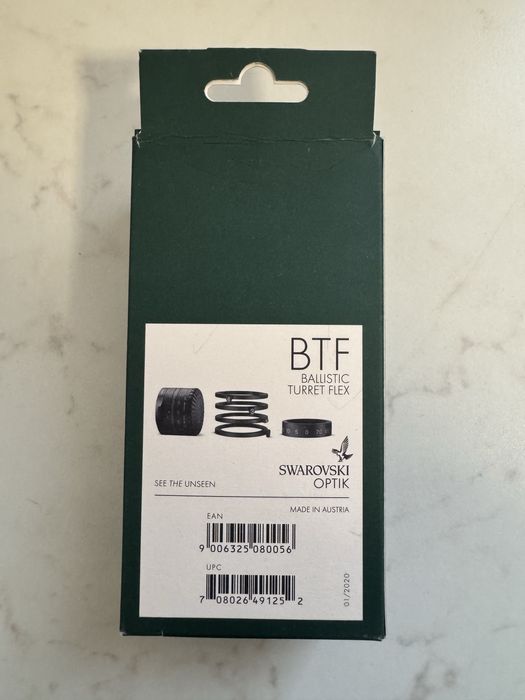 BTF
BALLISTIC
TURRET FLEX
SWAROVSKI
OPTIK
SEE THE UNSEEN
MADE IN AUSTRIA
EAN
9 006325 080056
UPC
7 08026 49125 2
01/2020